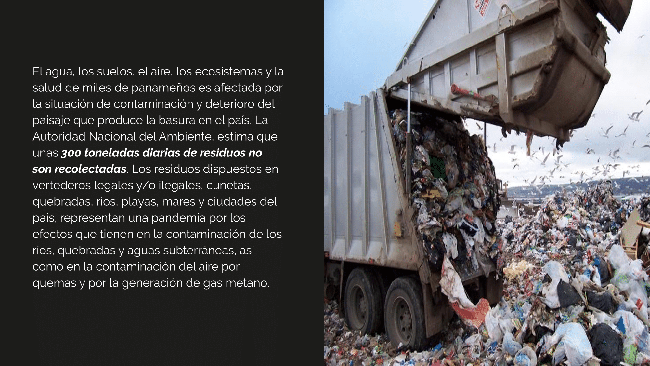 El agua, los suelos, el aire, los ecosistemas y la
salud de miles de panameños es afectada por
la situación de contaminación y deterioro del
paisaje que produce la basura en el país. La
Autoridad Nacional del Ambiente, estima que
unas 300 toneladas diarias de residuos no
son recolectadas. Los residuos dispuestos en
vertederos legales y/o ilegales, cunetas,
quebradas, ríos, playas, mares y ciudades del
país, representan una pandemia por los
efectos que tienen en la contaminación de los
ríos, quebradas y aguas subterráneas, as
como en la contaminación del aire por
quemas y por la generación de gas metano.